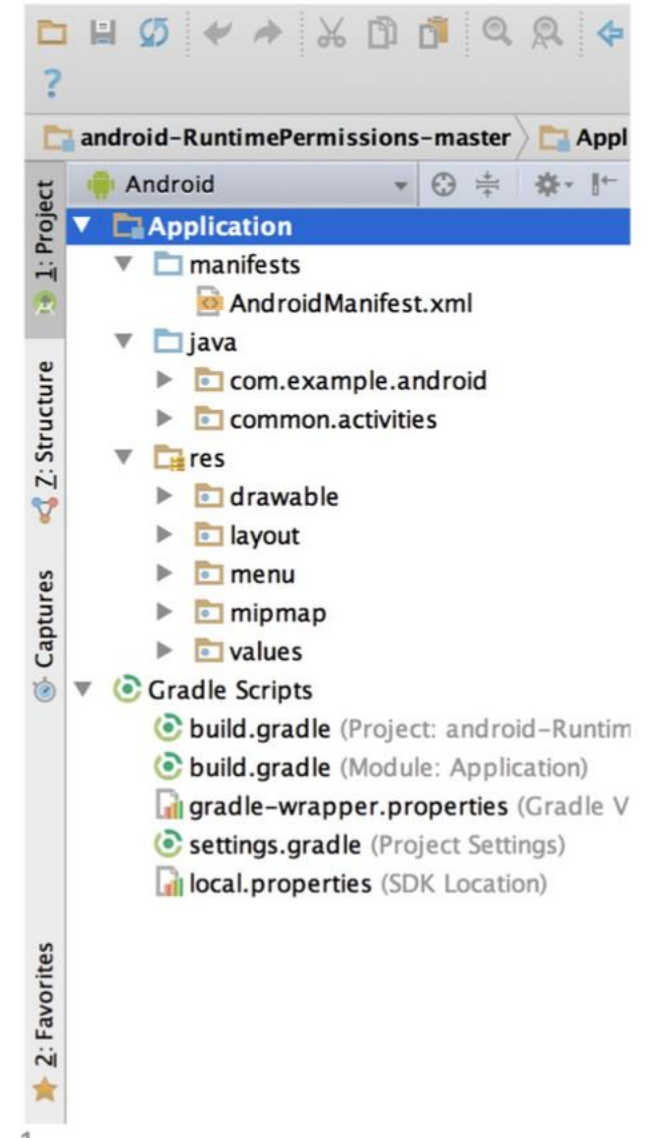 ?
android-RuntimePermissions-master
Appl
Android
1: Project
Z: Structure
Captures
2: Favorites
Application
manifests
AndroidManifest.xml
java
com.example.android
common.activities
res
drawable
layout
menu
mipmap
values
Gradle Scripts
build.gradle (Project: android-Runtim
build.gradle (Module: Application)
gradle-wrapper.properties (Gradle V
settings.gradle (Project Settings)
local.properties (SDK Location)